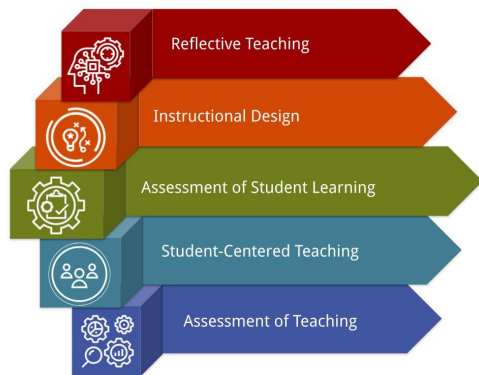 Reflective Teaching
Instructional Design
Assessment of Student Learning
Student-Centered Teaching
Assessment of Teaching